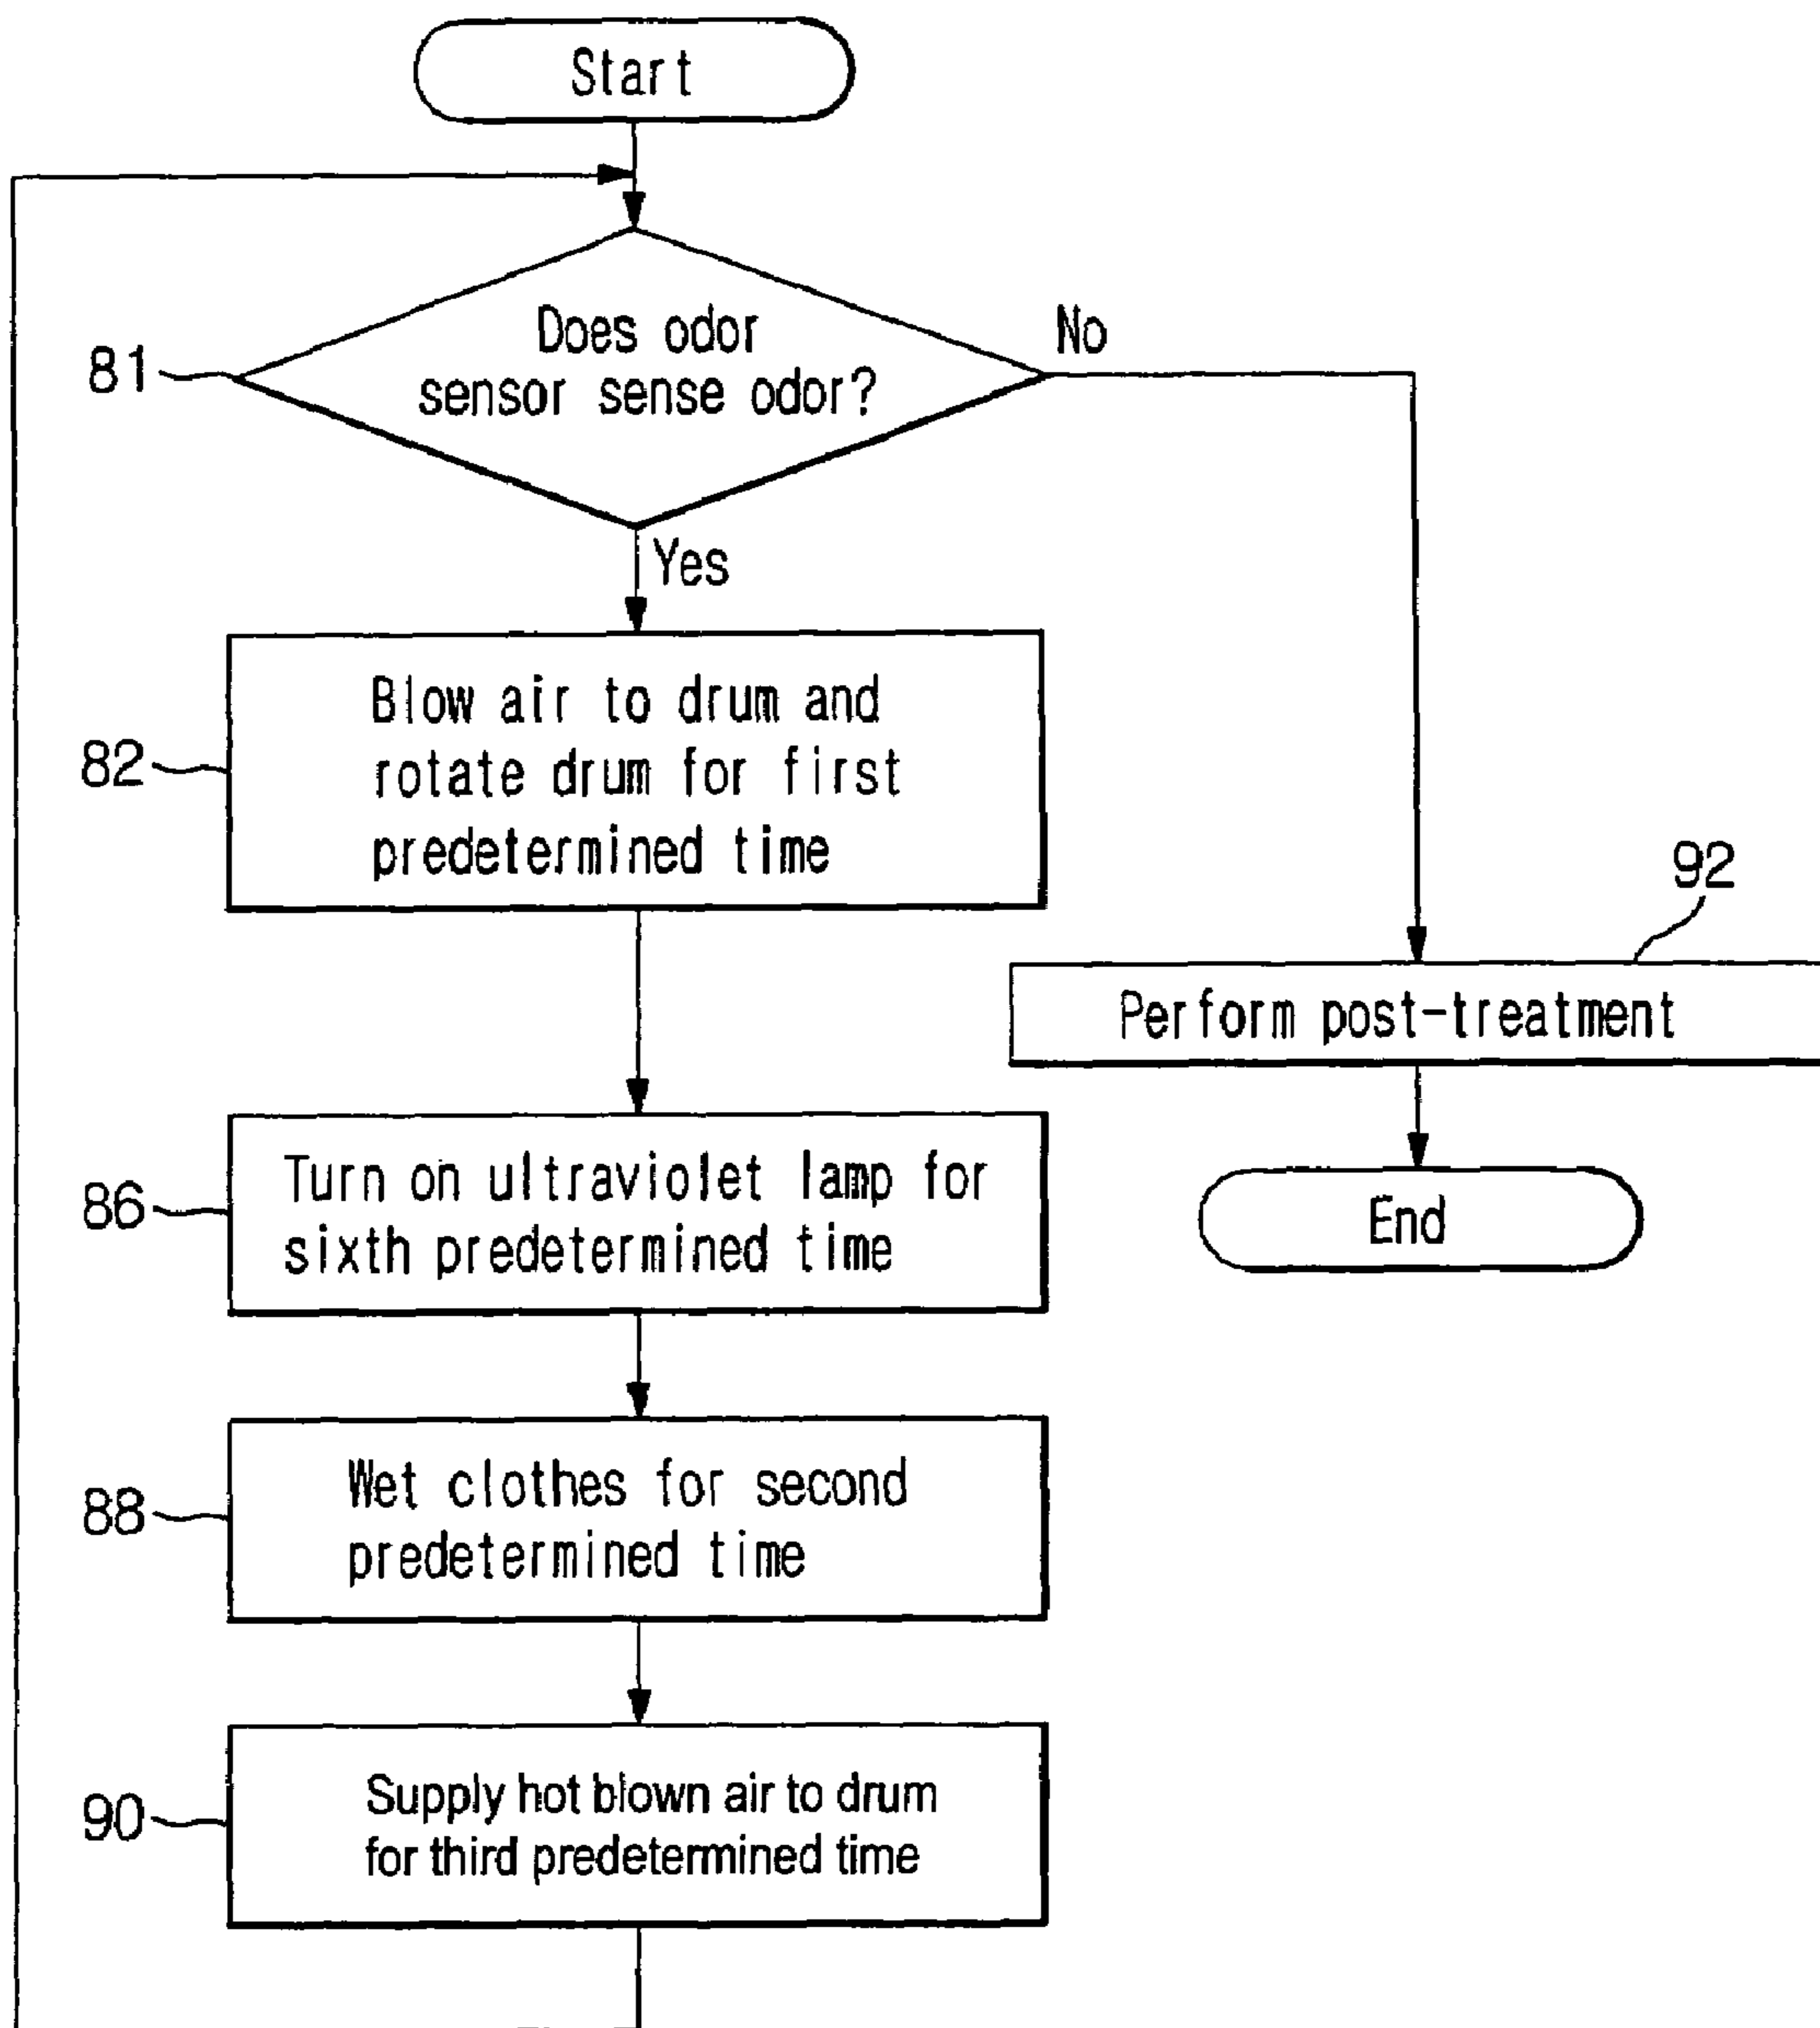 Start
Does odor
sensor sense odor?
81
No
Yes
Blow air to drum and
rotate drum for first
predetermined time
82
92
Perform post-treatment
Turn on ultraviolet lamp for
sixth predetermined time
86
End
Wet clothes for second
predetermined time
88
Supply hot blown air to drum
for third predetermined time
90